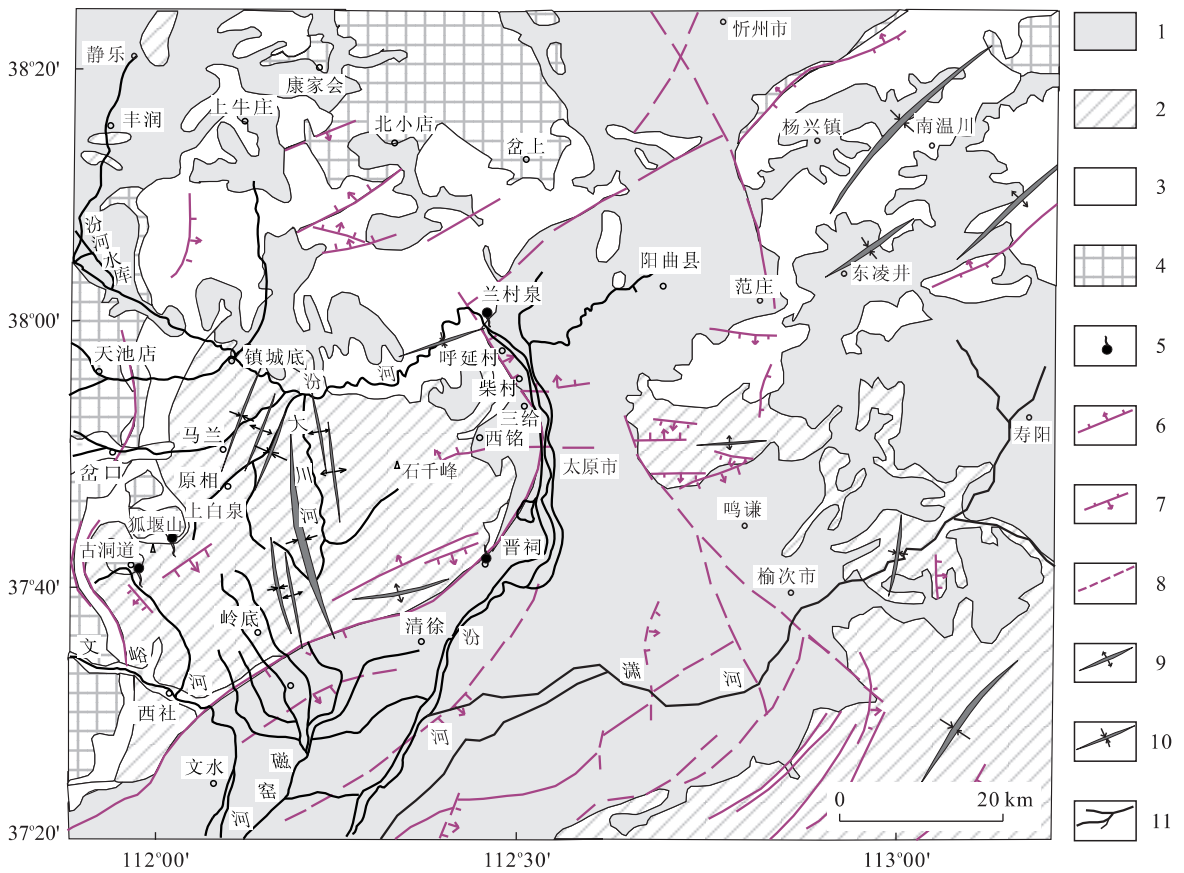 忻州市
静乐
38°20'
康家会
上牛庄
丰润
北小店
杨兴镇
南温川
岔上
汾河水库
阳曲县
东凌井
范庄
兰村泉
38°00'
天池店
镇城底
汾
河
呼延村
柴村
三给
大
川
河
马兰
西铭
寿阳
岔口
原相
石千峰
太原市
上白泉
鸣谦
狐堰山
古洞道
晋祠
37°40'
榆次市
岭底
清徐
汾
河
文
峪
河
潇
河
西社
文水
磁
窑
河
0
20 km
37°20'
112°00'
112°30'
113°00'
1
2
3
4
5
6
7
8
9
10
11